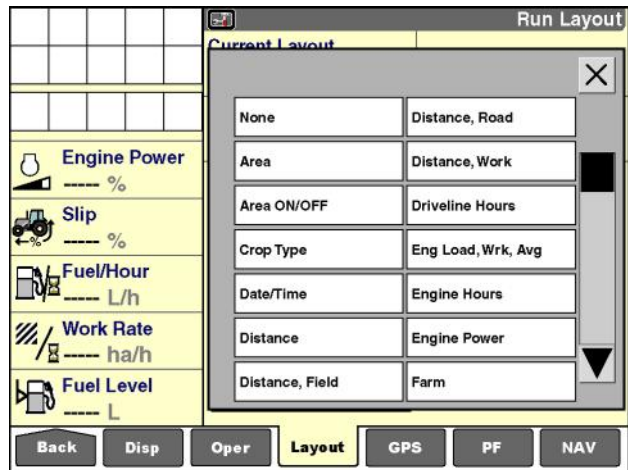 Run Layout
Current Layout
Engine Power
----- %
Slip
----- %
Fuel/Hour
----- L/h
Work Rate
----- ha/h
Fuel Level
----- L
None
Distance, Road
Area
Distance, Work
Area ON/OFF
Driveline Hours
Crop Type
Eng Load, Wrk, Avg
Date/Time
Engine Hours
Distance
Engine Power
Distance, Field
Farm
Back
Disp
Oper
Layout
GPS
PF
NAV